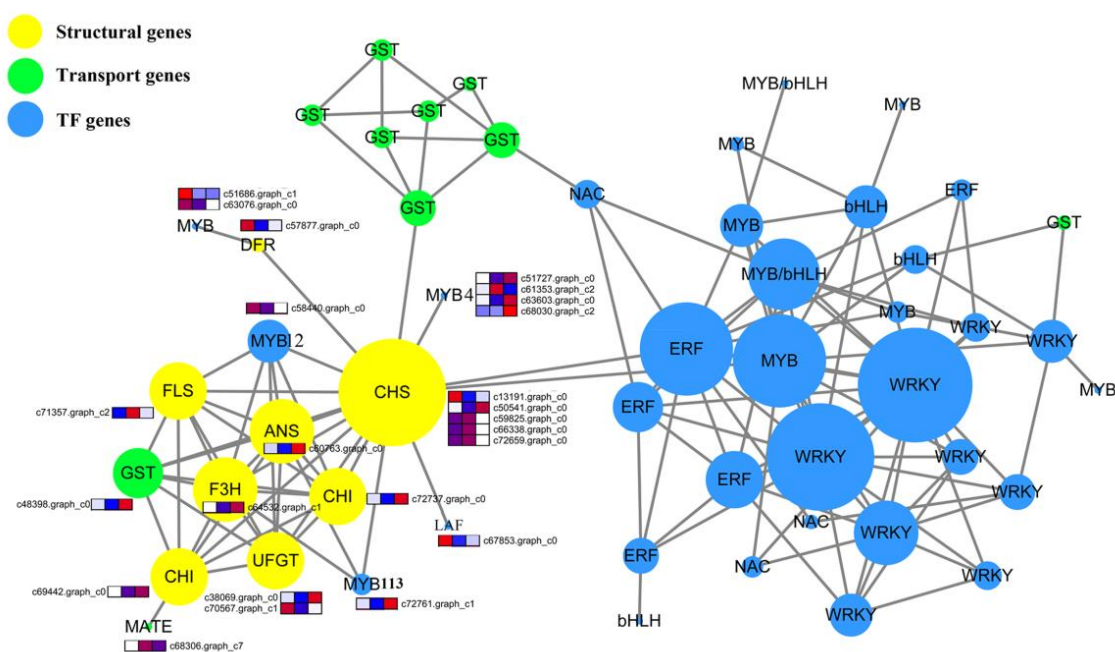 Structural genes
Transport genes
TF genes
GST
GST
GST
GST
GST
GST
GST
MYB/bHLH
MYB
MYB
NAC
bHLH
ERF
GST
MYB
bHLH
MYB/bHLH
MYB
WRKY
WRKY
MYB
ERF
MYB
WRKY
ERF
WRKY
WRKY
ERF
WRKY
NAC
WRKY
ERF
NAC
WRKY
WRKY
bHLH
c51686.graph_c1
c63076.graph_c0
MYB
c57877.graph_c0
DFR
c58440.graph_c0
MYB12
MYB4
c51727.graph_c0
c61353.graph_c2
c63603.graph_c0
c68030.graph_c2
CHS
c13191.graph_c0
c50541.graph_c0
c59825.graph_c0
c66338.graph_c0
c72659.graph_c0
FLS
c71357.graph_c2
ANS
c50763.graph_c0
GST
c48398.graph_c0
F3H
c64532.graph_c1
CHI
c72737.graph_c0
LAF
c67853.graph_c0
UFGT
c38069.graph_c0
c70567.graph_c1
CHI
c69442.graph_c0
MYB113
c72761.graph_c1
MATE
c68306.graph_c7